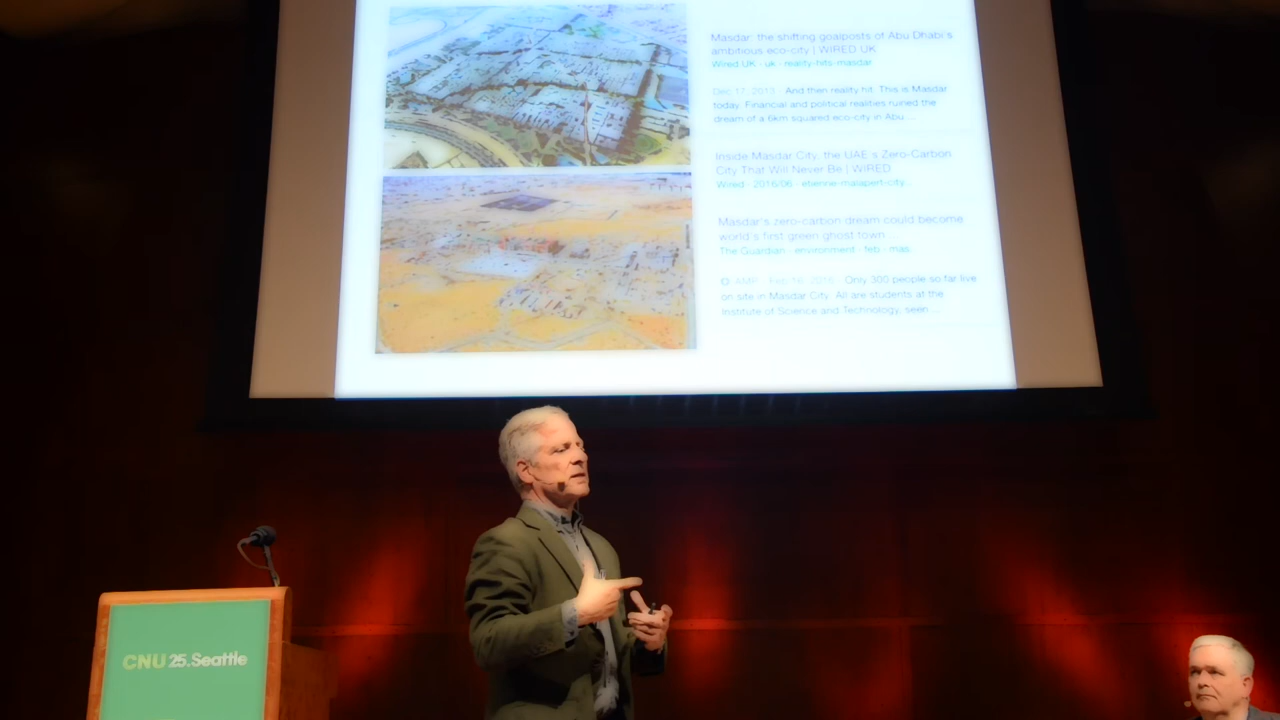 Masdar: the shifting goalposts of Abu Dhabi's
ambitious eco-city | WIRED UK
Wired UK · uk · reality-hits-masdar
Dec 17, 2013 · And then reality hit. This is Masdar
today. Financial and political realities ruined the
dream of a 6km squared eco-city in Abu ...
Inside Masdar City, the UAE's Zero-Carbon
City That Will Never Be | WIRED
Wired · 2016/06 · etienne-malapert-city...
Masdar's zero-carbon dream could become
world's first green ghost town ...
The Guardian · environment · feb · mas
AMP · Feb 16, 2016 · Only 300 people so far live
on site in Masdar City. All are students at the
Institute of Science and Technology, seen ...
CNU 25.Seattle